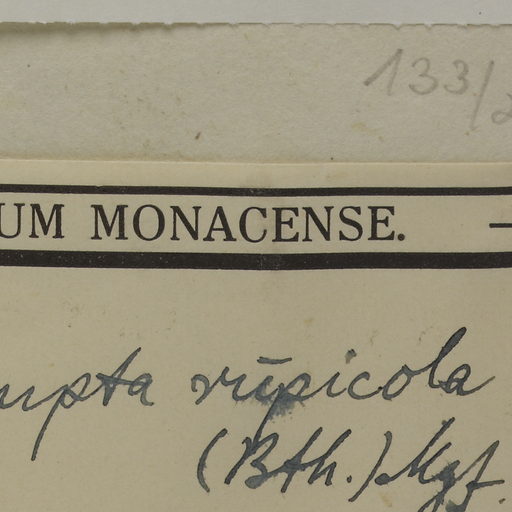 133/2
UM MONACENSE. —
upta rupicola
(Bth.) Mgf.